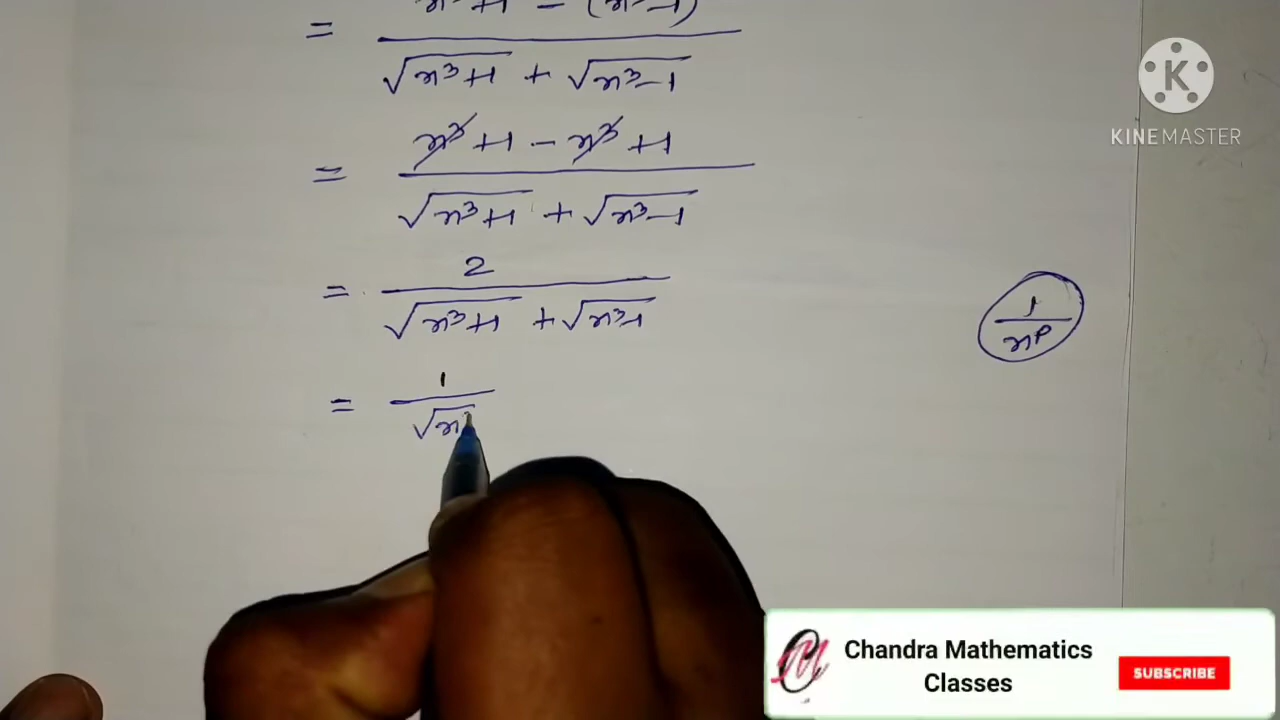 = n³+1 − (n³−1)
√n³+1 + √n³−1
= n³+1 − n³+1
√n³+1 + √n³−1
= 2
√n³+1 + √n³−1
= 1
√n³
1
nᵖ
K
KINEMASTER
Chandra Mathematics
Classes
SUBSCRIBE